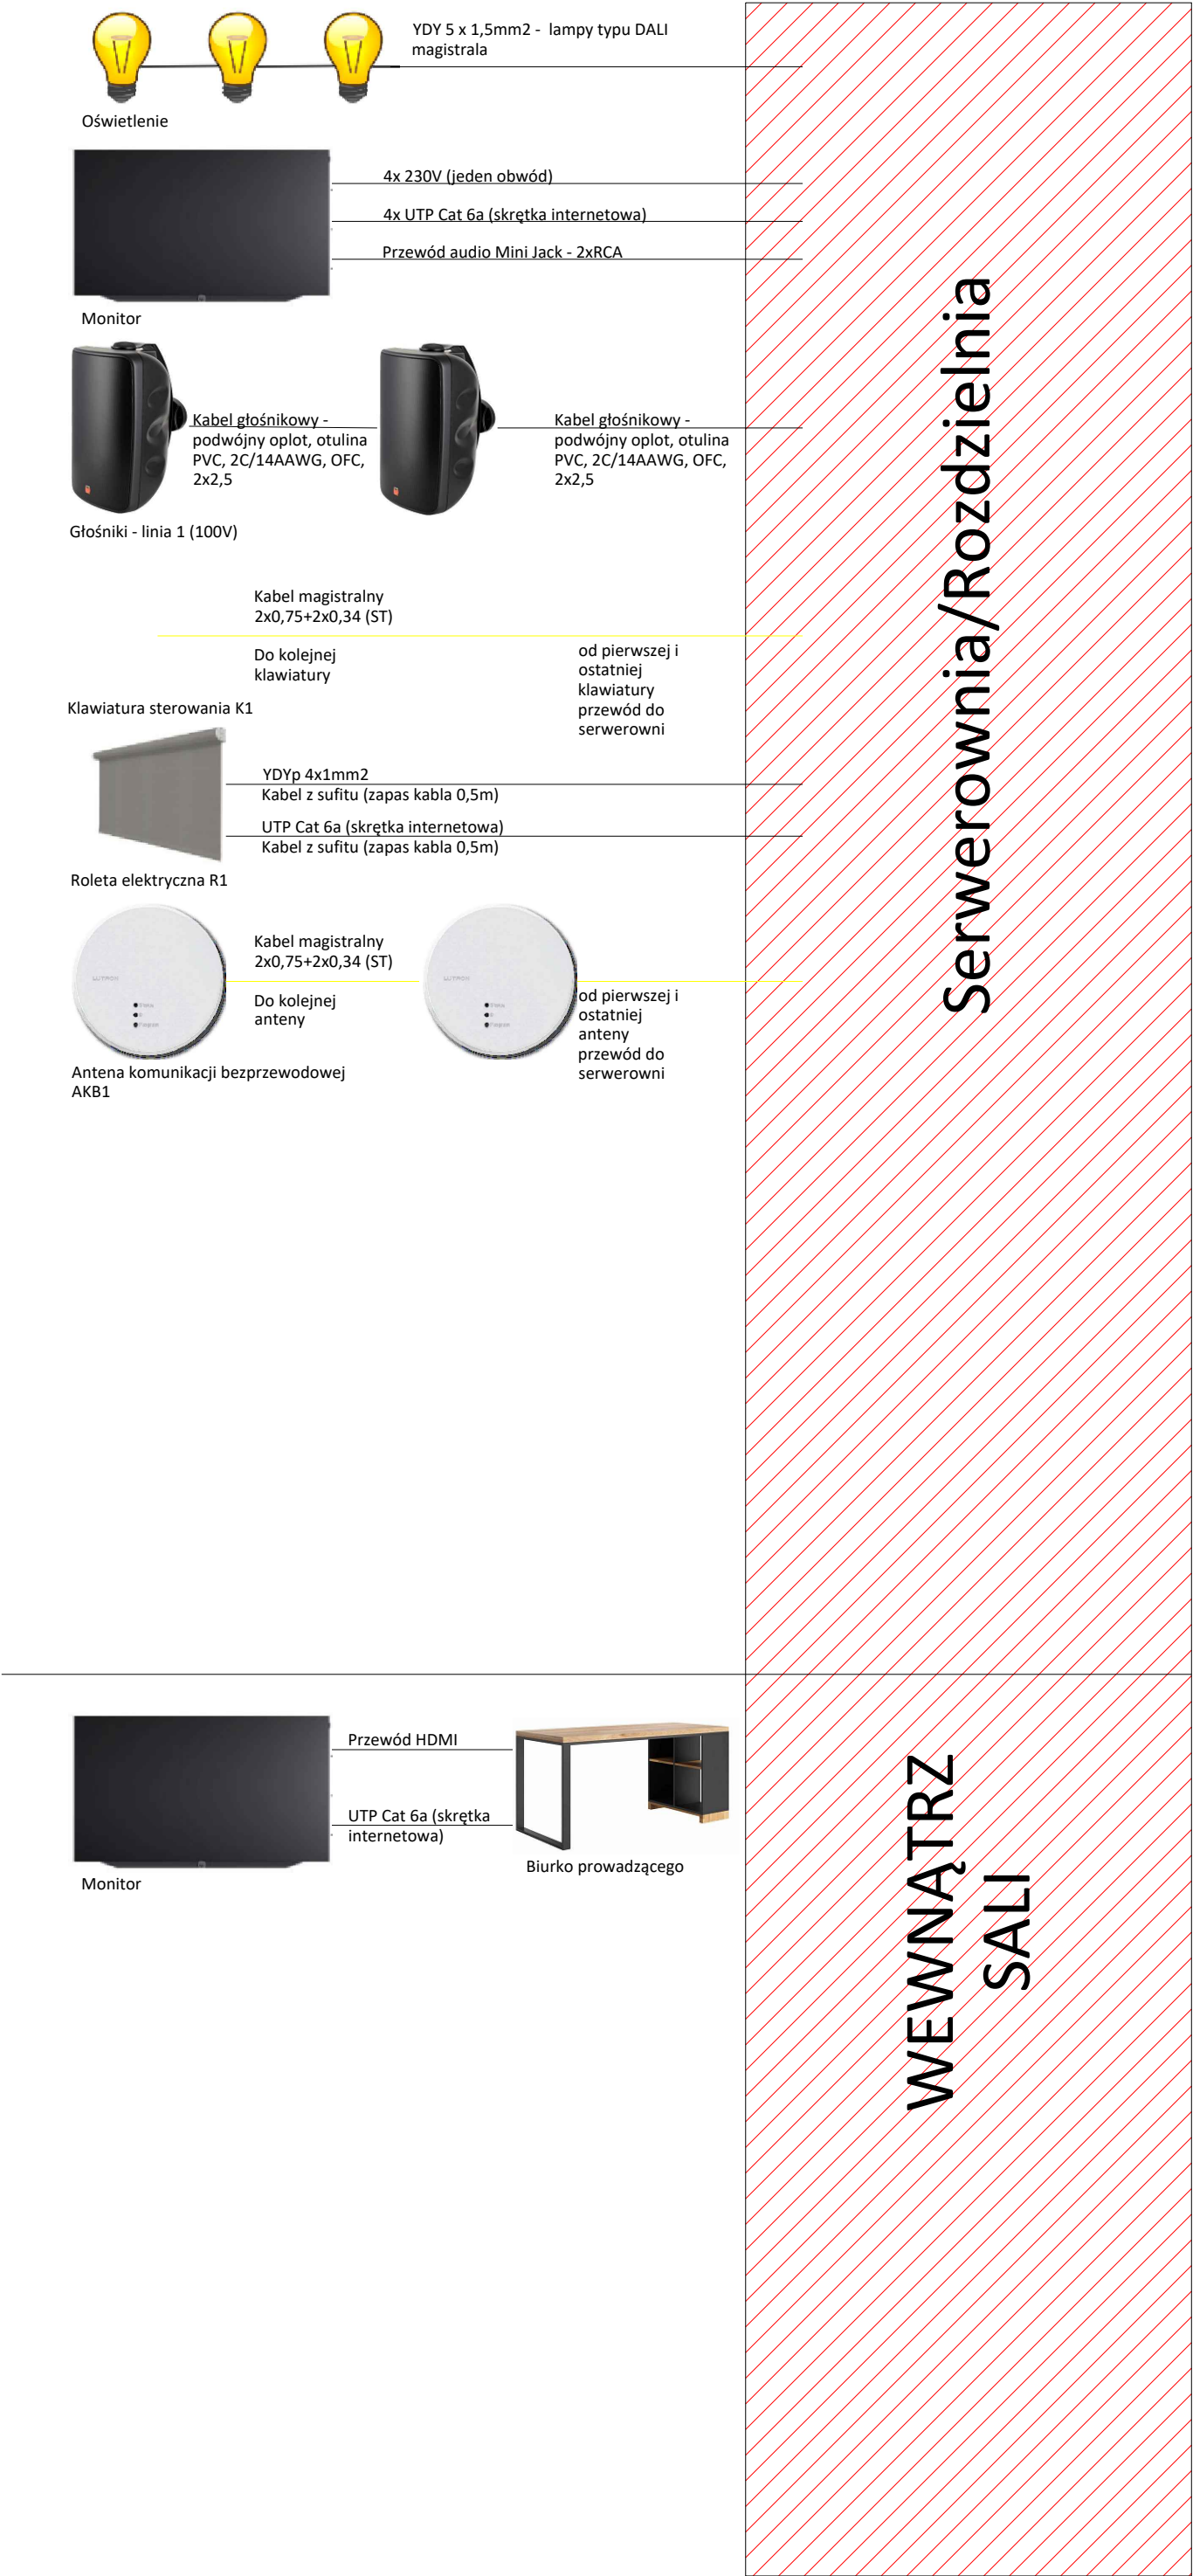 YDY 5 x 1,5mm2 - lampy typu DALI
magistrala
Oświetlenie
4x 230V (jeden obwód)
4x UTP Cat 6a (skrętka internetowa)
Przewód audio Mini Jack - 2xRCA
Monitor
Kabel głośnikowy -
podwójny oplot, otulina
PVC, 2C/14AAWG, OFC,
2x2,5
Kabel głośnikowy -
podwójny oplot, otulina
PVC, 2C/14AAWG, OFC,
2x2,5
Głośniki - linia 1 (100V)
Kabel magistralny
2x0,75+2x0,34 (ST)
Do kolejnej
klawiatury
od pierwszej i
ostatniej
klawiatury
przewód do
serwerowni
Klawiatura sterowania K1
YDYp 4x1mm2
Kabel z sufitu (zapas kabla 0,5m)
UTP Cat 6a (skrętka internetowa)
Kabel z sufitu (zapas kabla 0,5m)
Roleta elektryczna R1
LUTRON
Kabel magistralny
2x0,75+2x0,34 (ST)
Do kolejnej
anteny
LUTRON
od pierwszej i
ostatniej
anteny
przewód do
serwerowni
Antena komunikacji bezprzewodowej
AKB1
Serwerownia/Rozdzielnia
Przewód HDMI
UTP Cat 6a (skrętka
internetowa)
Monitor
Biurko prowadzącego
WEWNĄTRZ
SALI